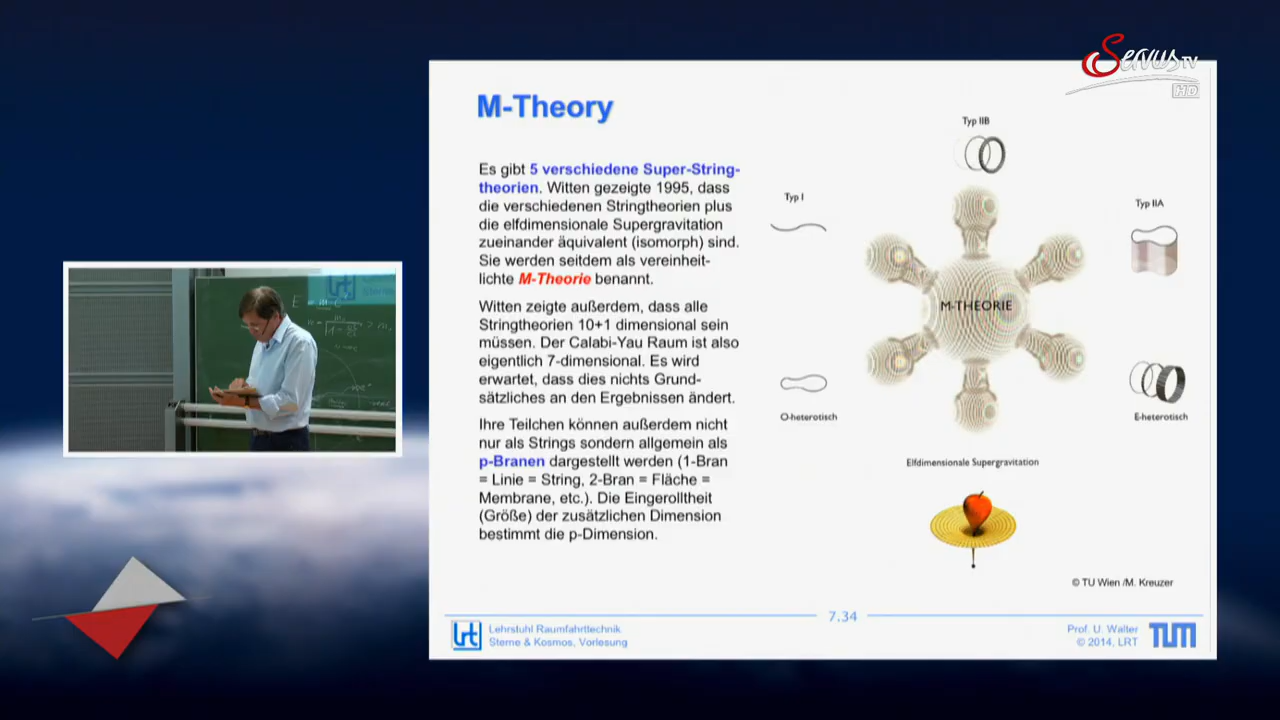 Servus TV
HD
M-Theory
Es gibt 5 verschiedene Super-String-
theorien. Witten gezeigte 1995, dass
die verschiedenen Stringtheorien plus
die elfdimensionale Supergravitation
zueinander äquivalent (isomorph) sind.
Sie werden seitdem als vereinheit-
lichte M-Theorie benannt.
Witten zeigte außerdem, dass alle
Stringtheorien 10+1 dimensional sein
müssen. Der Calabi-Yau Raum ist also
eigentlich 7-dimensional. Es wird
erwartet, dass dies nichts Grund-
sätzliches an den Ergebnissen ändert.
Ihre Teilchen können außerdem nicht
nur als Strings sondern allgemein als
p-Branen dargestellt werden (1-Bran
= Linie = String, 2-Bran = Fläche =
Membrane, etc.). Die Eingerolltheit
(Größe) der zusätzlichen Dimension
bestimmt die p-Dimension.
Typ IIB
Typ I
Typ IIA
M-THEORIE
O-heterotisch
E-heterotisch
Elfdimensionale Supergravitation
© TU Wien /M. Kreuzer
7.34
lrt
Lehrstuhl Raumfahrttechnik
Sterne & Kosmos, Vorlesung
Prof. U. Walter
© 2014, LRT
TUM